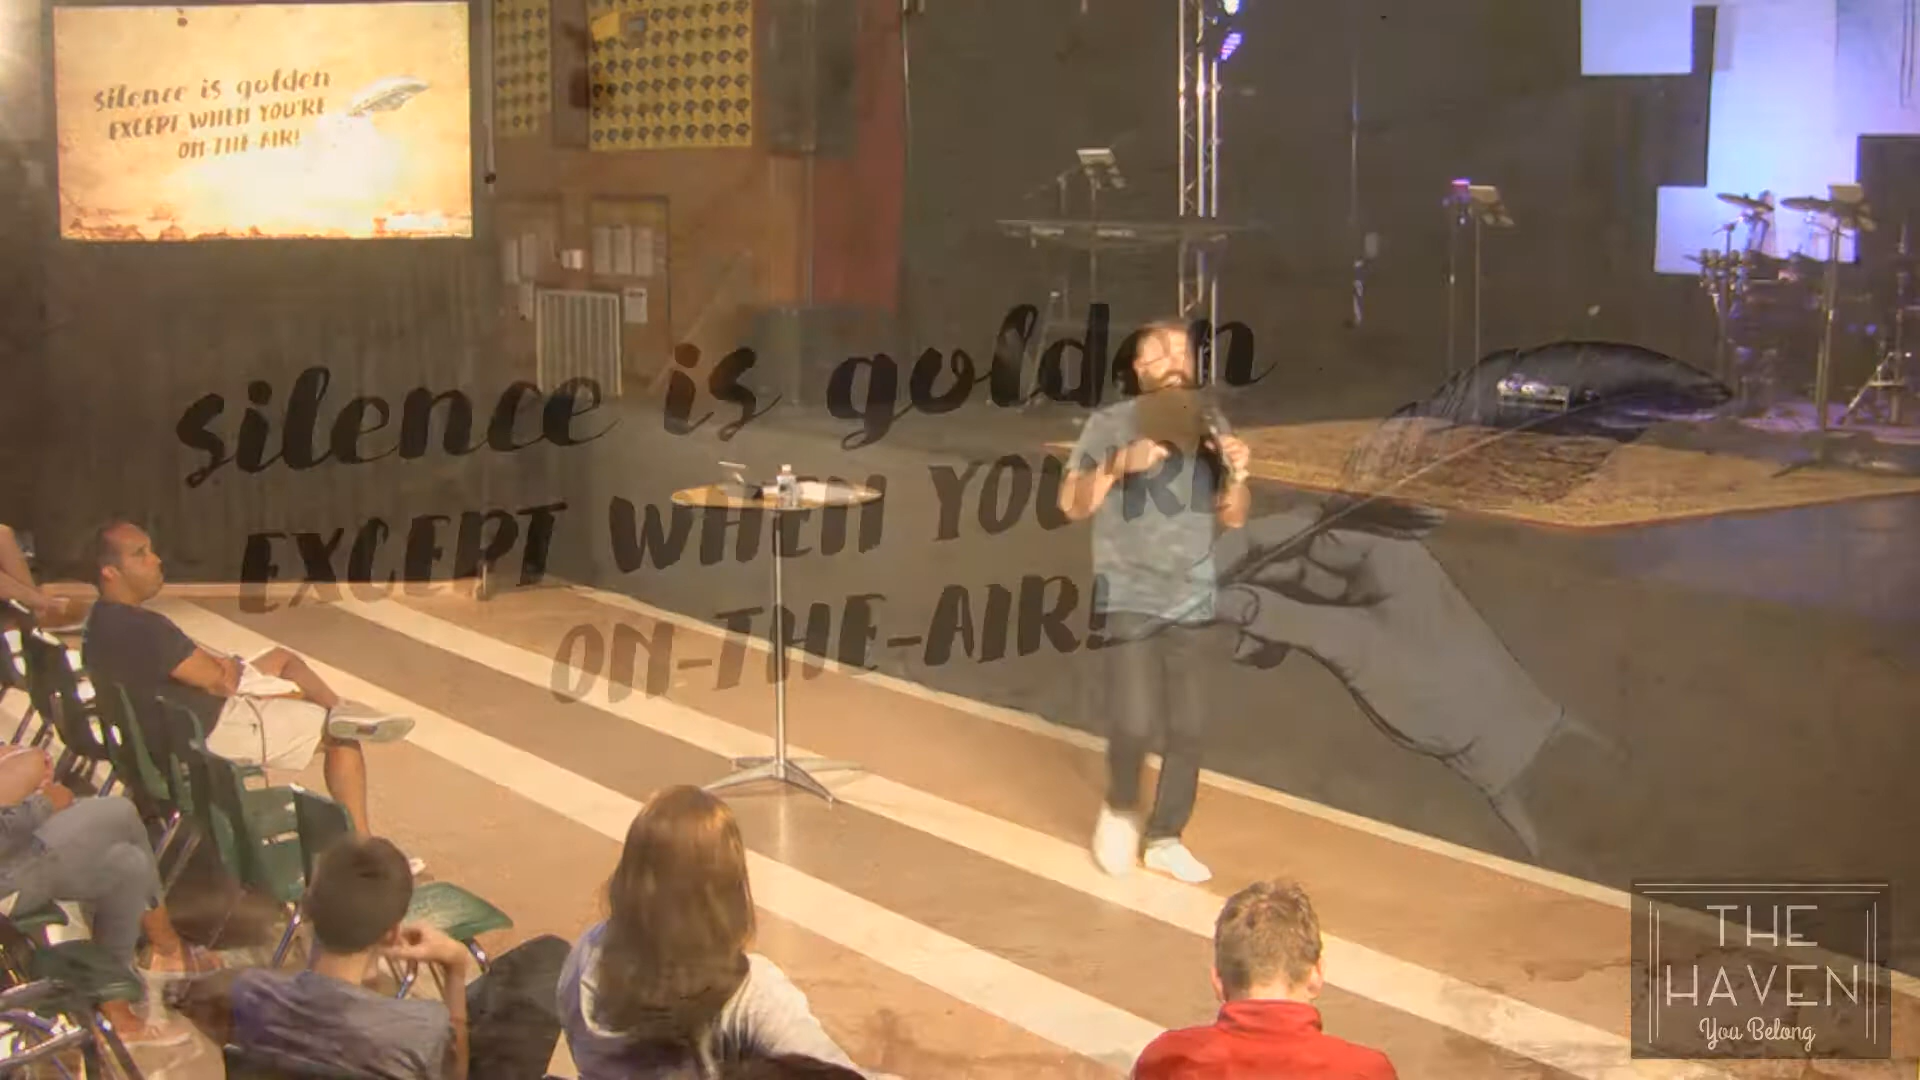 silence is golden
EXCEPT WHEN YOU'RE
ON-THE-AIR!
silence is golden
EXCEPT WHEN YOU'RE
ON-THE-AIR!
THE
HAVEN
You Belong